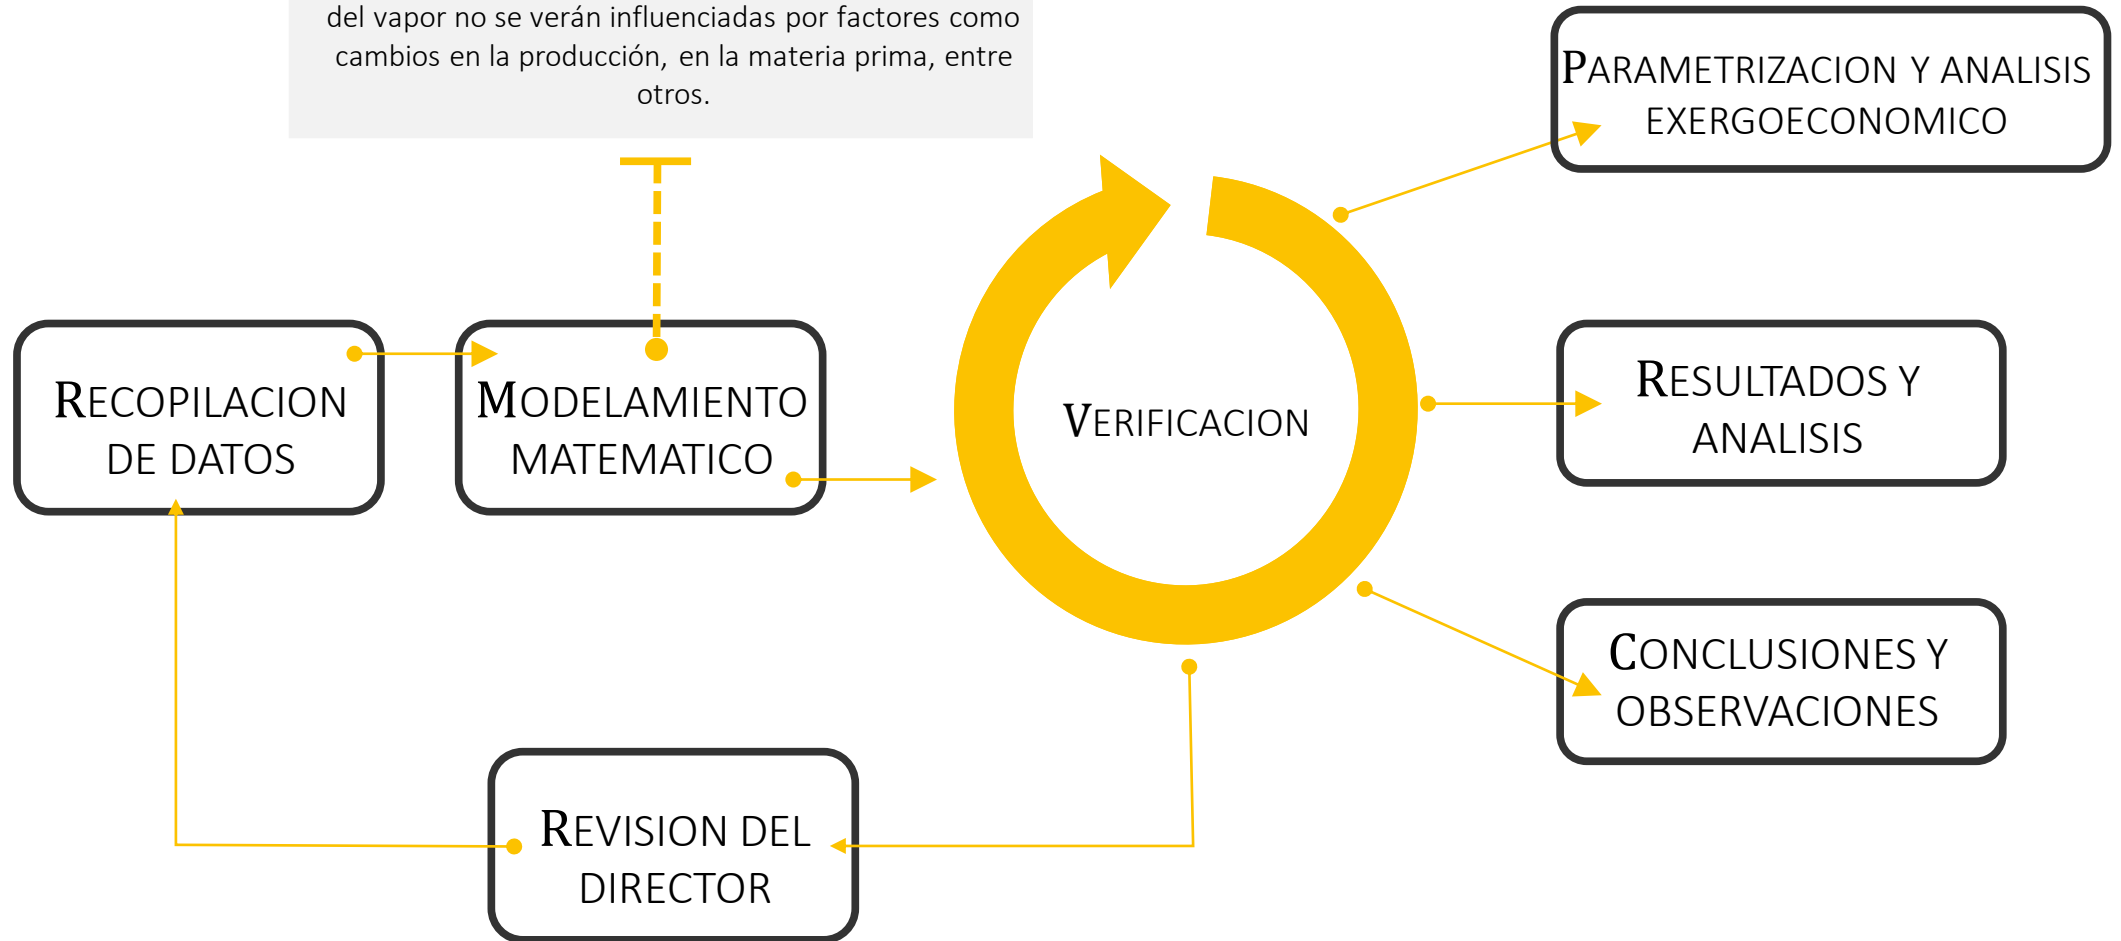 del vapor no se verán influenciadas por factores como
cambios en la producción, en la materia prima, entre
otros.
PARAMETRIZACION Y ANALISIS
EXERGOECONOMICO
RECOPILACION
DE DATOS
MODELAMIENTO
MATEMATICO
VERIFICACION
RESULTADOS Y
ANALISIS
CONCLUSIONES Y
OBSERVACIONES
REVISION DEL
DIRECTOR